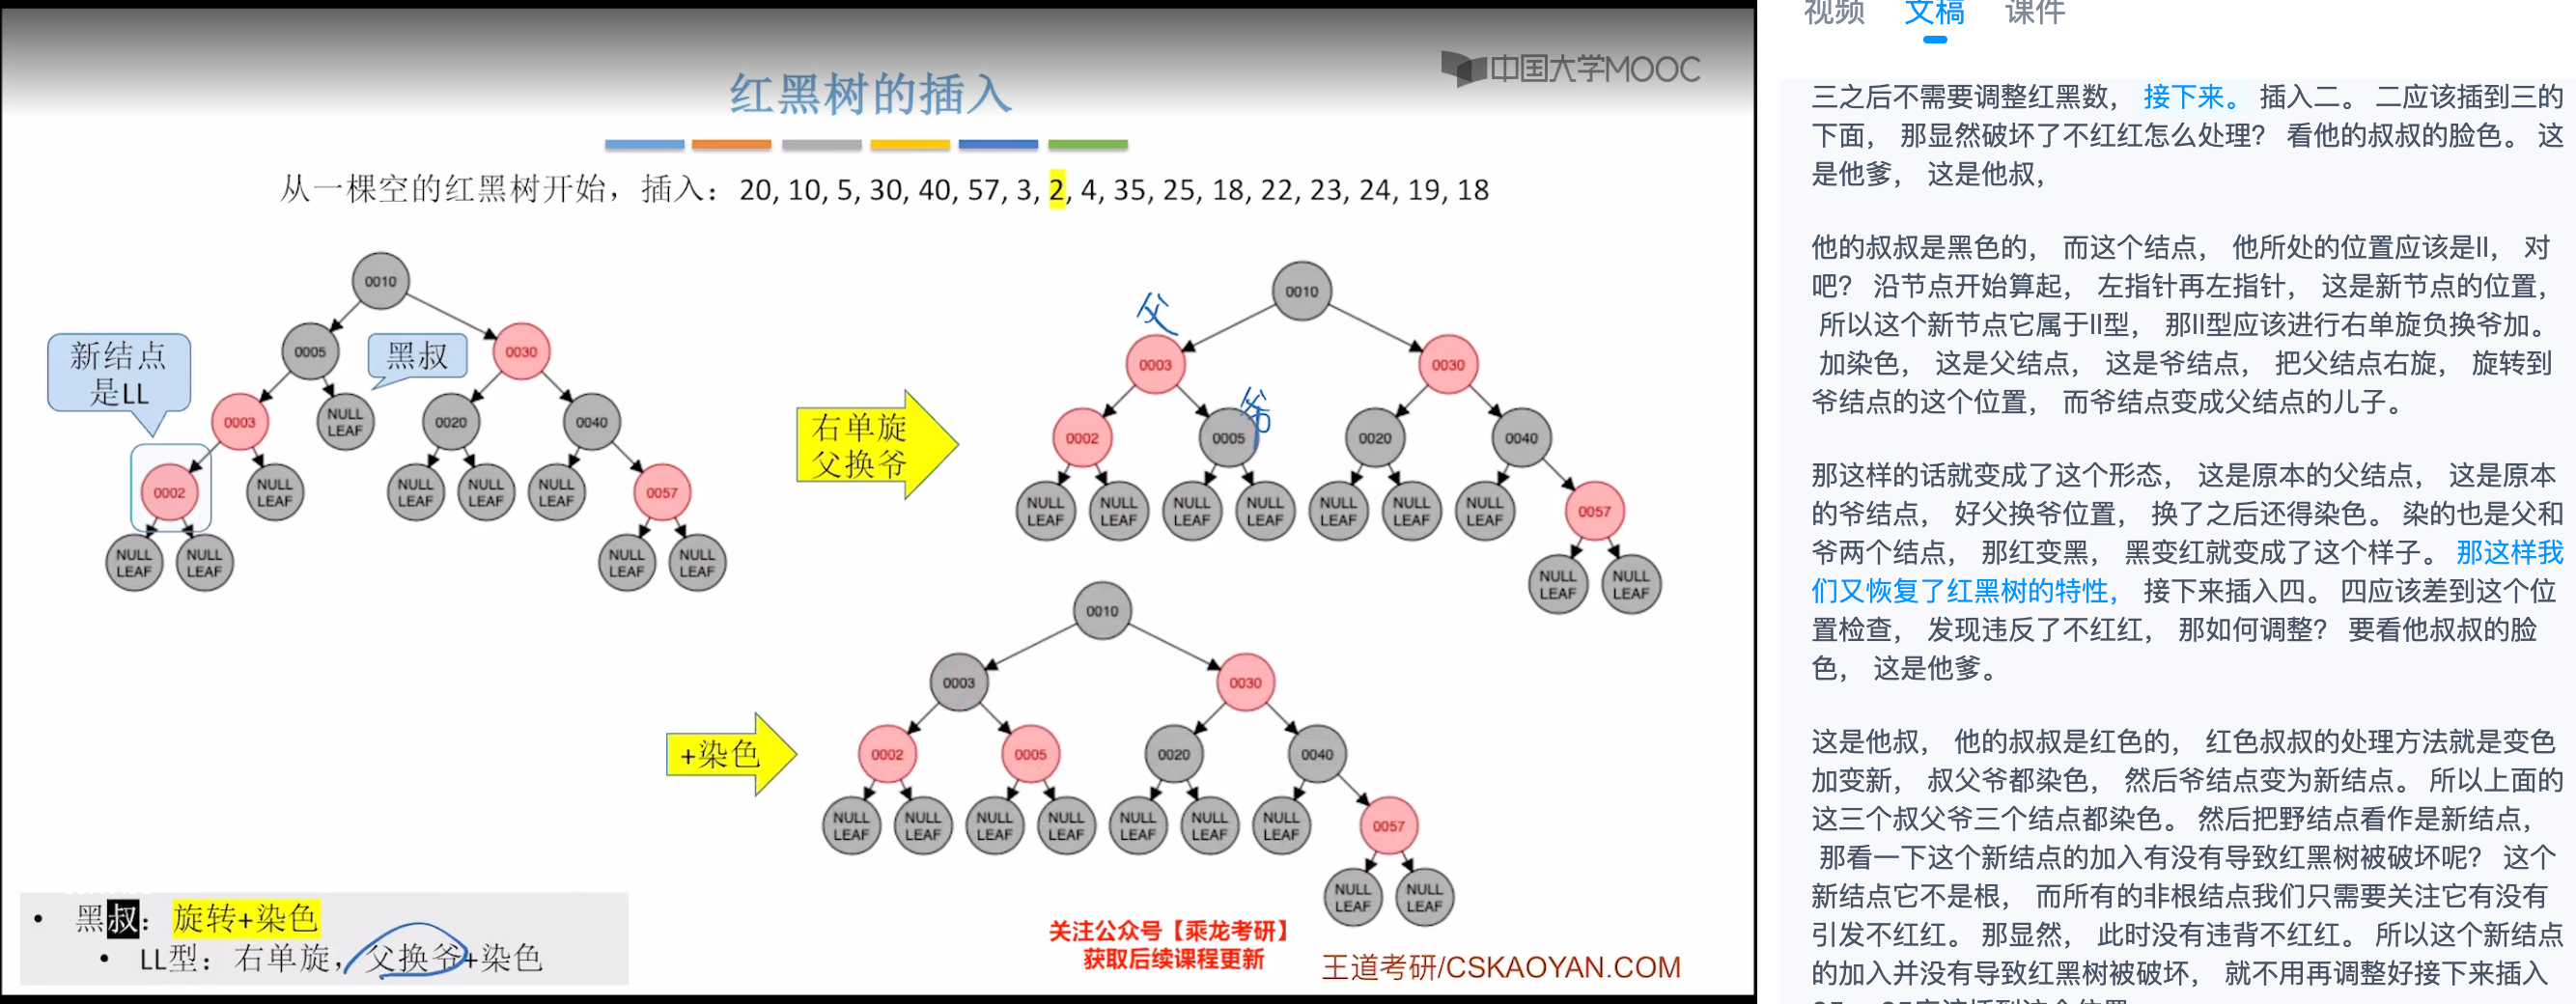 红黑树的插入
中国大学MOOC
从一棵空的红黑树开始，插入：20, 10, 5, 30, 40, 57, 3, 2, 4, 35, 25, 18, 22, 23, 24, 19, 18
0010
0005
0030
新结点
是LL
黑叔
0003
NULL
LEAF
0020
0040
0002
NULL
LEAF
NULL
LEAF
NULL
LEAF
NULL
LEAF
0057
NULL
LEAF
NULL
LEAF
NULL
LEAF
NULL
LEAF
右单旋
父换爷
0010
父
0003
0030
爷
0002
0005
0020
0040
NULL
LEAF
NULL
LEAF
NULL
LEAF
NULL
LEAF
NULL
LEAF
NULL
LEAF
NULL
LEAF
0057
NULL
LEAF
NULL
LEAF
+染色
0010
0003
0030
0002
0005
0020
0040
NULL
LEAF
NULL
LEAF
NULL
LEAF
NULL
LEAF
NULL
LEAF
NULL
LEAF
NULL
LEAF
0057
NULL
LEAF
NULL
LEAF
• 黑叔：旋转+染色
• LL型：右单旋，父换爷+染色
关注公众号【乘龙考研】
获取后续课程更新
王道考研/CSKAOYAN.COM
视频 文稿 课件
三之后不需要调整红黑数， 接下来。 插入二。 二应该插到三的
下面， 那显然破坏了不红红怎么处理？ 看他的叔叔的脸色。 这
是他爹， 这是他叔，
他的叔叔是黑色的， 而这个结点， 他所处的位置应该是ll， 对
吧？ 沿节点开始算起， 左指针再左指针， 这是新节点的位置，
所以这个新节点它属于ll型， 那ll型应该进行右单旋负换爷加。
加染色， 这是父结点， 这是爷结点， 把父结点右旋， 旋转到
爷结点的这个位置， 而爷结点变成父结点的儿子。
那这样的话就变成了这个形态， 这是原本的父结点， 这是原本
的爷结点， 好父换爷位置， 换了之后还得染色。 染的也是父和
爷两个结点， 那红变黑， 黑变红就变成了这个样子。 那这样我
们又恢复了红黑树的特性， 接下来插入四。 四应该差到这个位
置检查， 发现违反了不红红， 那如何调整？ 要看他叔叔的脸
色， 这是他爹。
这是他叔， 他的叔叔是红色的， 红色叔叔的处理方法就是变色
加变新， 叔父爷都染色， 然后爷结点变为新结点。 所以上面的
这三个叔父爷三个结点都染色。 然后把野结点看作是新结点，
那看一下这个新结点的加入有没有导致红黑树被破坏呢？ 这个
新结点它不是根， 而所有的非根结点我们只需要关注它有没有
引发不红红。 那显然， 此时没有违背不红红。 所以这个新结点
的加入并没有导致红黑树被破坏， 就不用再调整好接下来插入